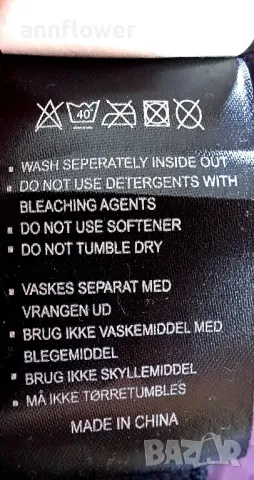 annflower
40°
▪ WASH SEPERATELY INSIDE OUT
▪ DO NOT USE DETERGENTS WITH
BLEACHING AGENTS
▪ DO NOT USE SOFTENER
▪ DO NOT TUMBLE DRY
▪ VASKES SEPARAT MED
VRANGEN UD
▪ BRUG IKKE VASKEMIDDEL MED
BLEGEMIDDEL
▪ BRUG IKKE SKYLLEMIDDEL
▪ MÅ IKKE TØRRETUMBLES
MADE IN CHINA
BAZAR